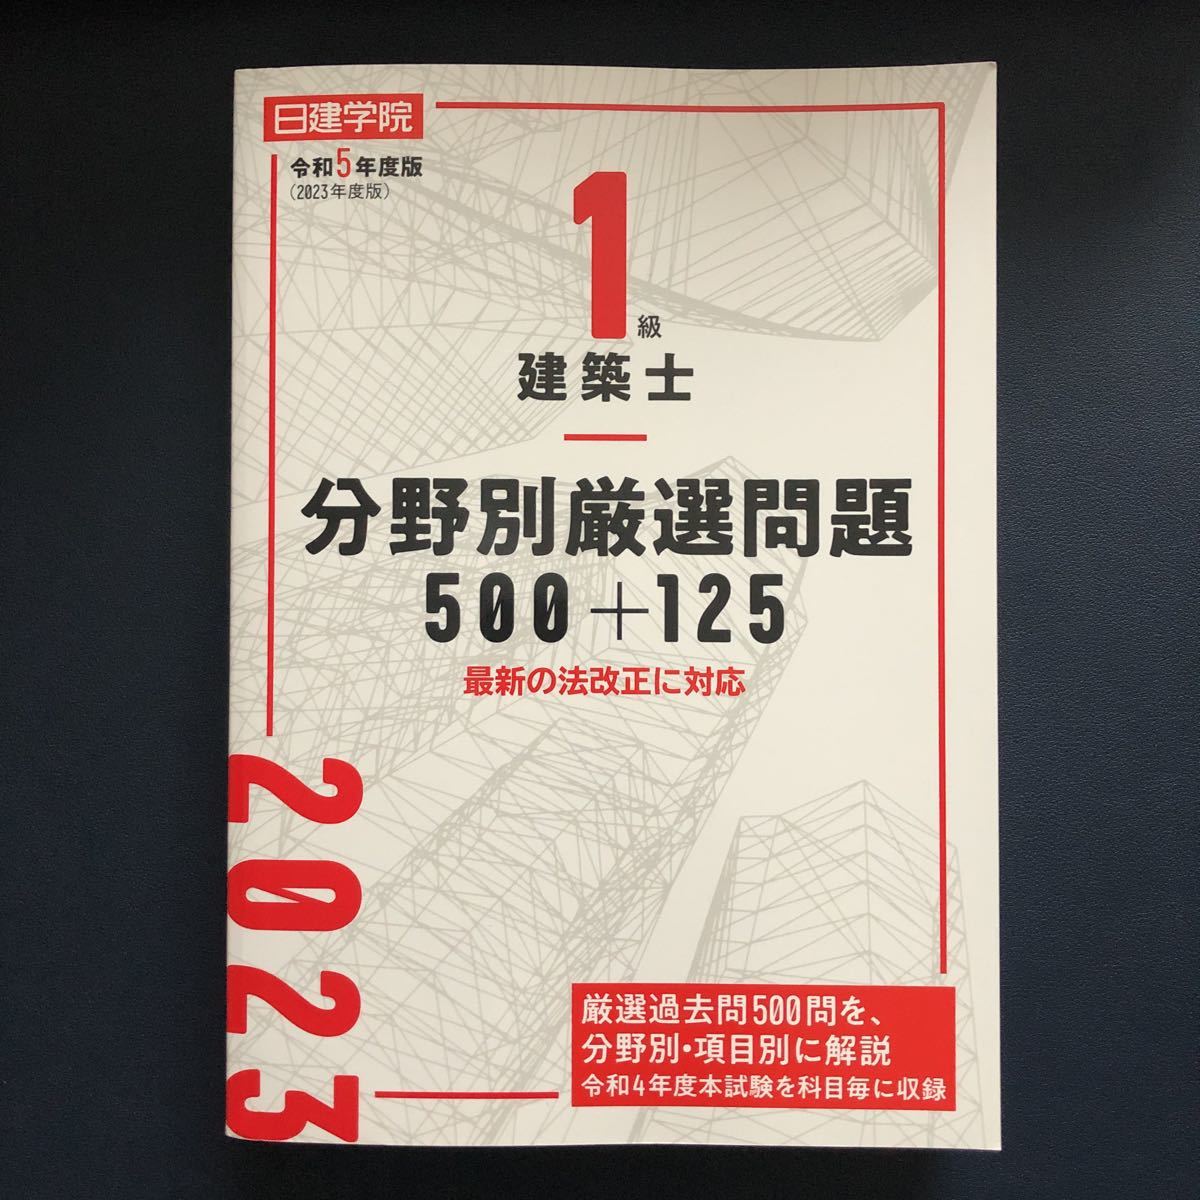 日建学院
令和5年度版
(2023年度版)
1級
建築士
分野別厳選問題
500+125
最新の法改正に対応
2023
厳選過去問500問を、
分野別・項目別に解説
令和4年度本試験を科目毎に収録